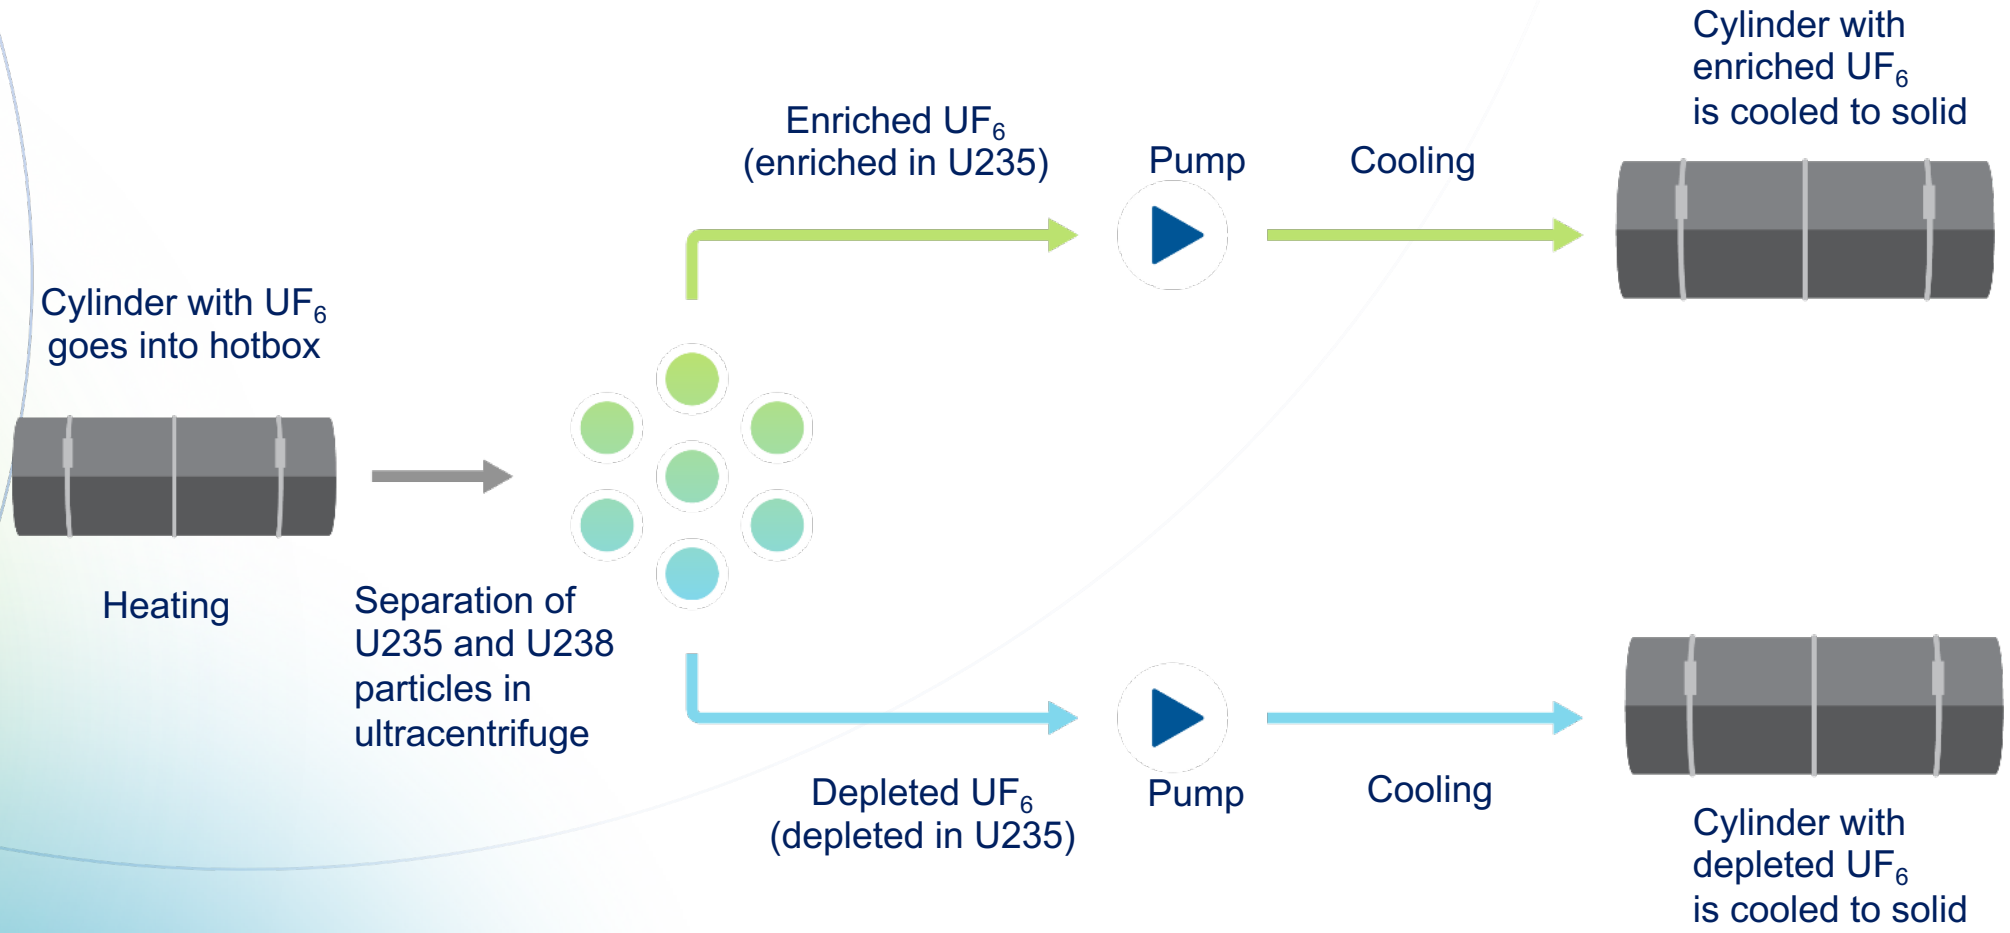 Cylinder with UF₆
goes into hotbox
Heating
Separation of
U235 and U238
particles in
ultracentrifuge
Enriched UF₆
(enriched in U235)
Pump
Cooling
Cylinder with
enriched UF₆
is cooled to solid
Depleted UF₆
(depleted in U235)
Pump
Cooling
Cylinder with
depleted UF₆
is cooled to solid